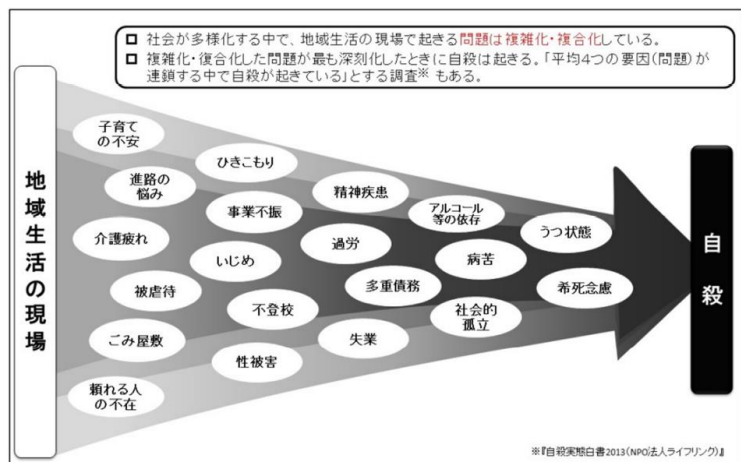 □ 社会が多様化する中で、地域生活の現場で起きる問題は複雑化・複合化している。
□ 複雑化・復合化した問題が最も深刻化したときに自殺は起きる。「平均4つの要因(問題)が
連鎖する中で自殺が起きている」とする調査※ もある。
地域生活の現場
子育て
の不安
ひきこもり
進路の
悩み
精神疾患
事業不振
アルコール
等の依存
うつ状態
介護疲れ
過労
いじめ
病苦
被虐待
多重債務
希死念慮
不登校
社会的
孤立
ごみ屋敷
失業
性被害
頼れる人
の不在
自殺
※『自殺実態白書2013(NPO法人ライフリンク)』